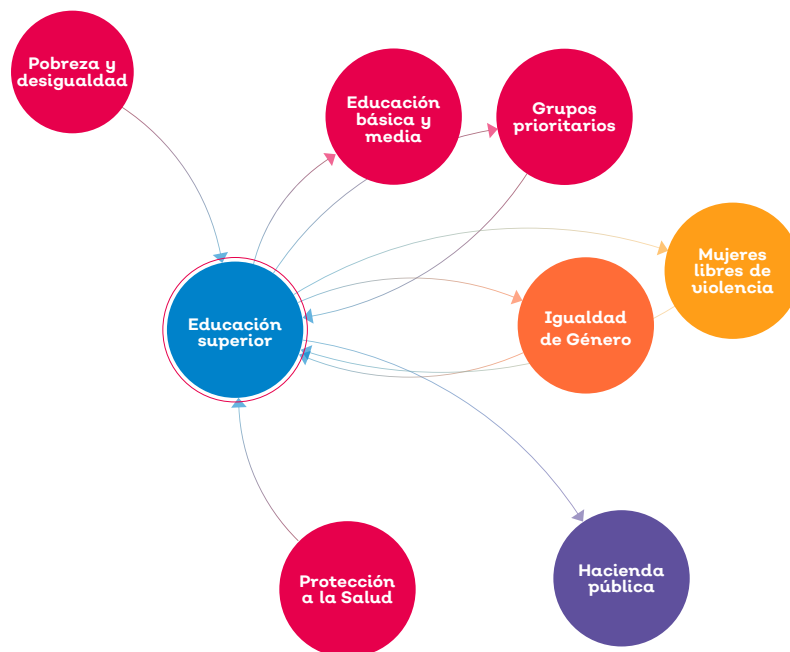 Pobreza y
desigualdad
Educación
básica y
media
Grupos
prioritarios
Mujeres
libres de
violencia
Educación
superior
Igualdad
de Género
Protección
a la Salud
Hacienda
pública